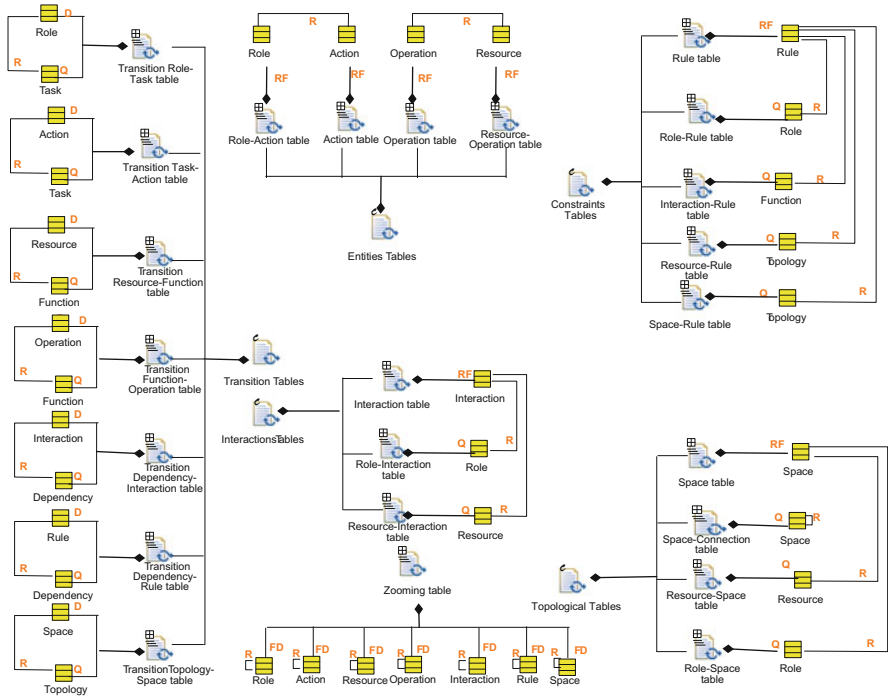 D
Role
R
Q
Task
Transition Role-
Task table
D
Action
R
Q
Task
Transition Task-
Action table
D
Resource
R
Q
Function
Transition
Resource-Function
table
D
Operation
R
Q
Function
Transition
Function-
Operation table
D
Interaction
R
Q
Dependency
Transition
Dependency-
Interaction table
D
Rule
R
Q
Dependency
Transition
Dependency-
Rule table
D
Space
R
Q
Topology
TransitionTopology-
Space table
Transition Tables
R
Role
Action
RF
RF
Role-Action table
Action table
R
Operation
Resource
RF
RF
Operation table
Resource-
Operation table
Entities Tables
InteractionsTables
Interaction table
RF
Interaction
Role-Interaction
table
Q
Role
R
Resource-Interaction
table
Q
Resource
R
Zooming table
R
FD
Role
R
FD
Action
R
FD
Resource
R
FD
Operation
R
FD
Interaction
R
FD
Rule
R
FD
Space
Constraints
Tables
Rule table
RF
Rule
Role-Rule table
Q
Role
R
Interaction-Rule
table
Q
Function
R
Resource-Rule
table
Q
Topology
R
Space-Rule table
Q
Topology
R
Topological Tables
Space table
RF
Space
Space-Connection
table
Q
R
Space
Resource-Space
table
Q
Resource
R
Role-Space
table
Q
Role
R